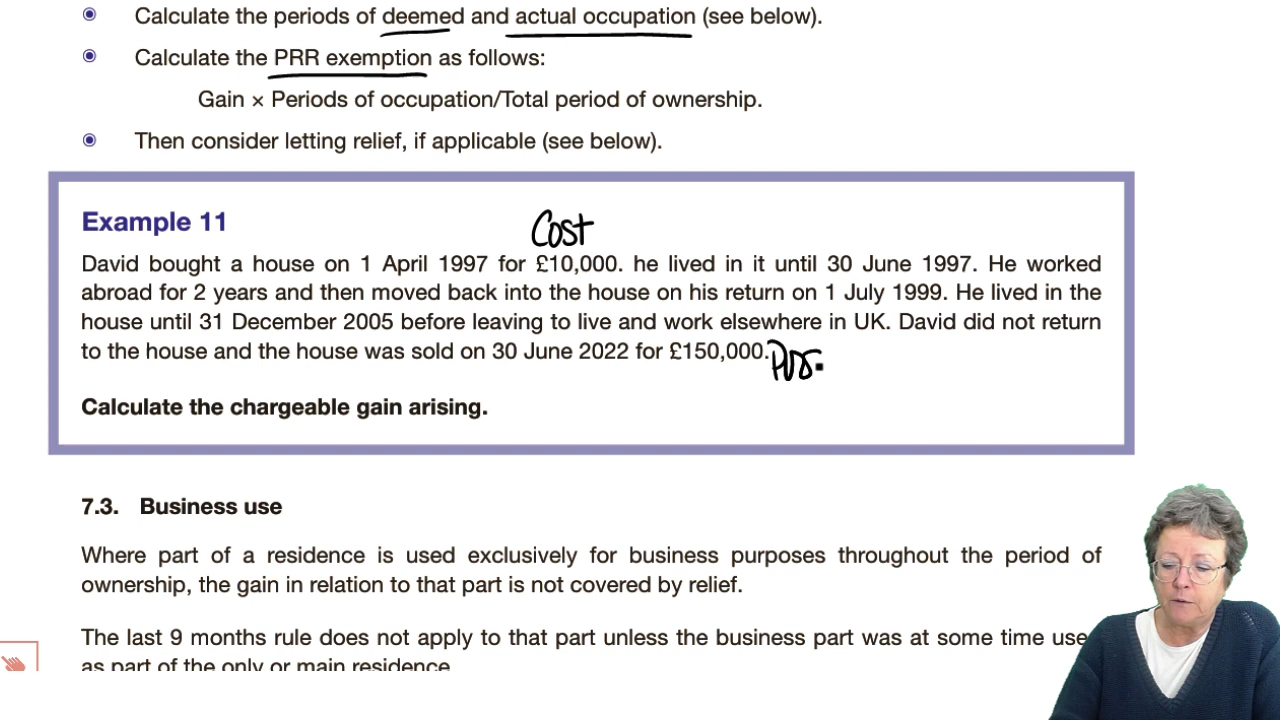 Calculate the periods of deemed and actual occupation (see below).
Calculate the PRR exemption as follows:
Gain × Periods of occupation/Total period of ownership.
Then consider letting relief, if applicable (see below).
Example 11
Cost
David bought a house on 1 April 1997 for £10,000. he lived in it until 30 June 1997. He worked
abroad for 2 years and then moved back into the house on his return on 1 July 1999. He lived in the
house until 31 December 2005 before leaving to live and work elsewhere in UK. David did not return
to the house and the house was sold on 30 June 2022 for £150,000.
Calculate the chargeable gain arising.
7.3. Business use
Where part of a residence is used exclusively for business purposes throughout the period of
ownership, the gain in relation to that part is not covered by relief.
The last 9 months rule does not apply to that part unless the business part was at some time use
as part of the only or main residence